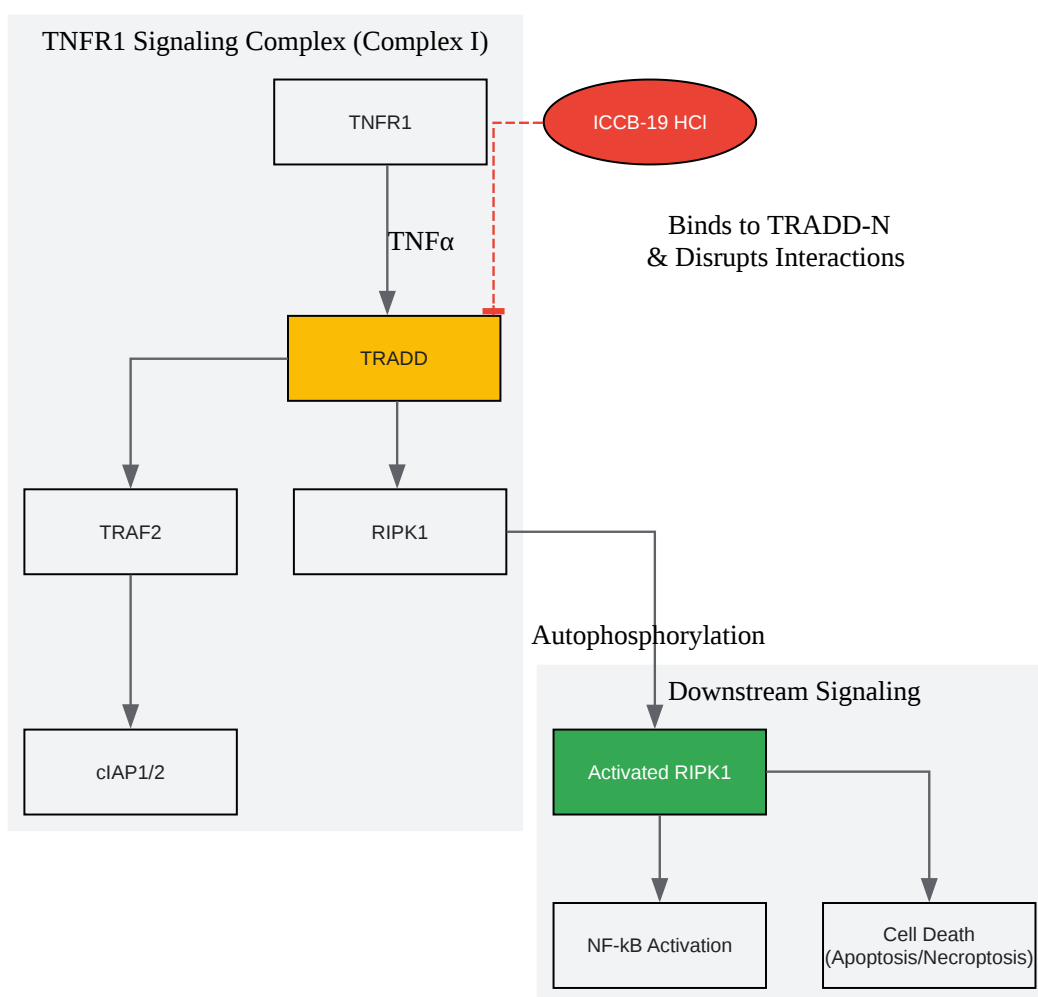 TNFR1 Signaling Complex (Complex I)
TNFR1
ICCB-19 HCl
Binds to TRADD-N
& Disrupts Interactions
TNFα
TRADD
TRAF2
RIPK1
Autophosphorylation
Downstream Signaling
cIAP1/2
Activated RIPK1
NF-kB Activation
Cell Death
(Apoptosis/Necroptosis)